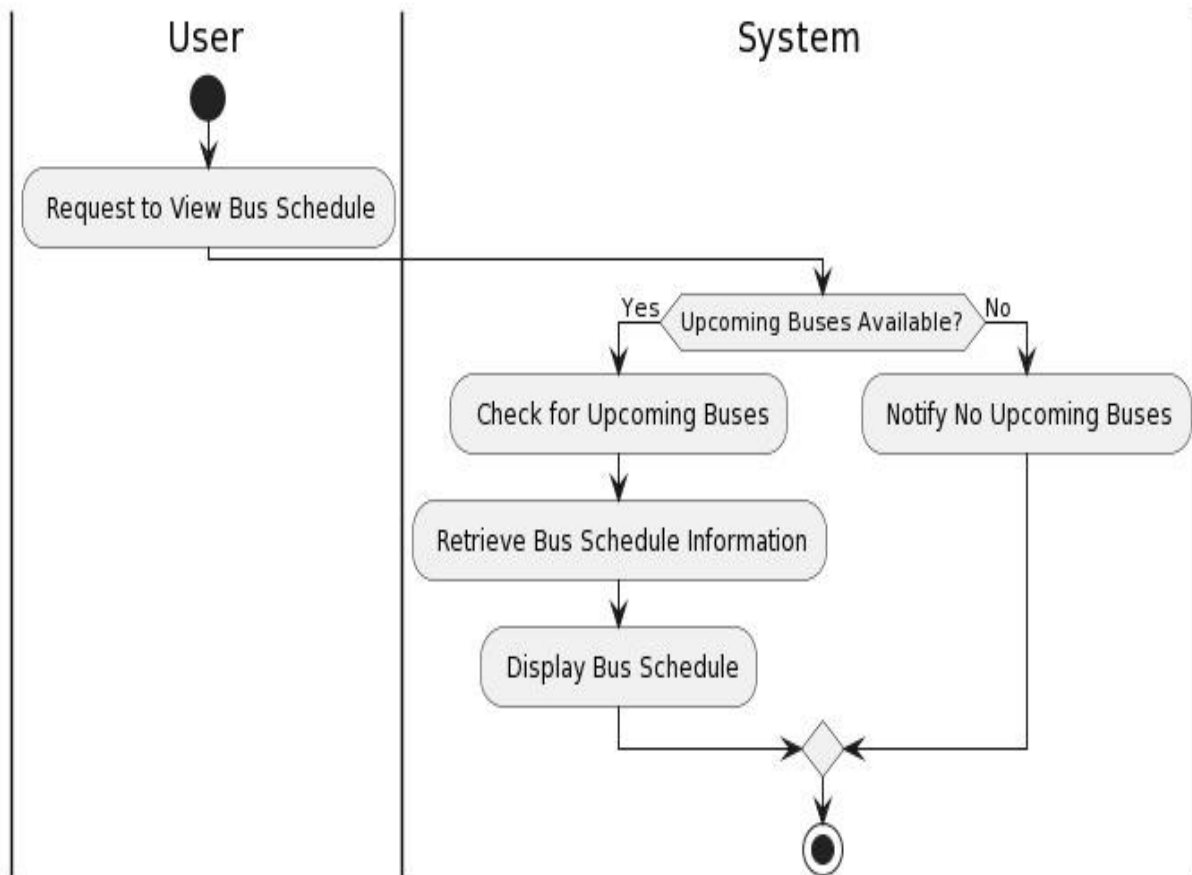 User
System
Request to View Bus Schedule
Yes
Upcoming Buses Available?
No
Check for Upcoming Buses
Notify No Upcoming Buses
Retrieve Bus Schedule Information
Display Bus Schedule